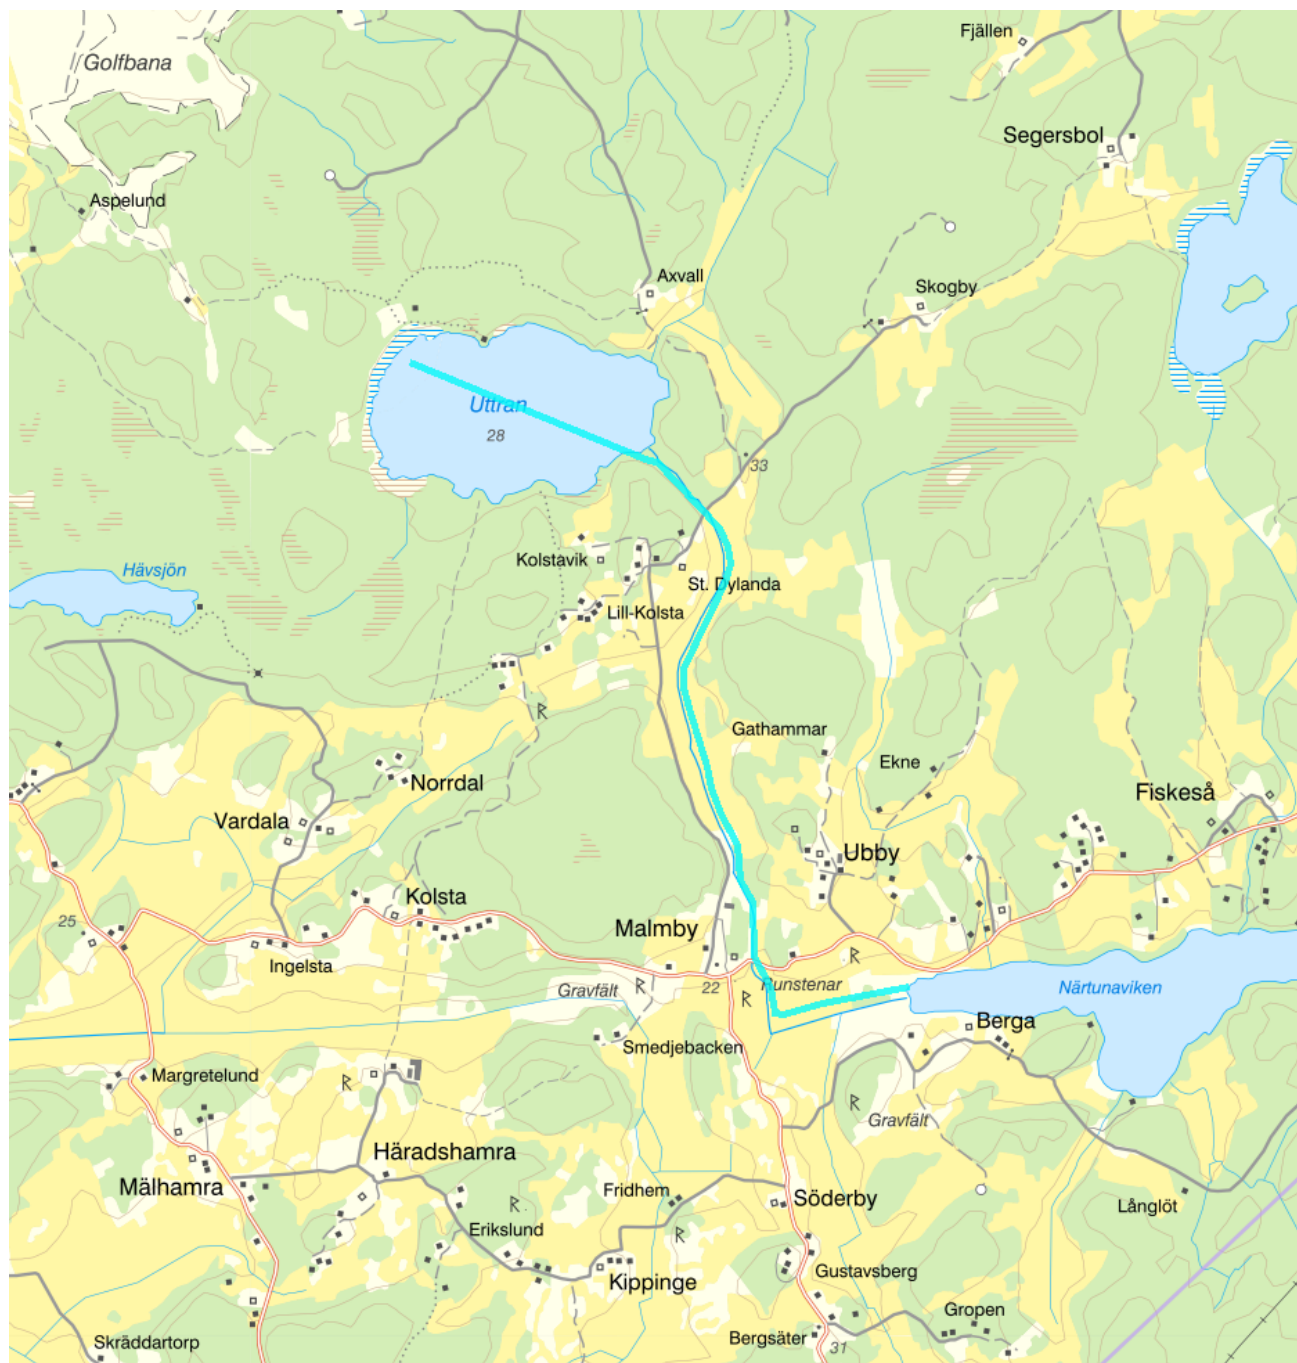 Fjällen
Golfbana
Segersbol
Aspelund
Axvall
Skogby
Uttran
28
33
Kolstavik
Hävsjön
St. Dylanda
Lill-Kolsta
Gathammar
Ekne
Norrdal
Fiskeså
Vardala
Ubby
Kolsta
25
Malmby
Ingelsta
Runstenar
22
Gravfält
Närtunaviken
Berga
Smedjebacken
Margretelund
Gravfält
Häradshamra
Mälhamra
Fridhem
Söderby
Långlöt
Erikslund
Gustavsberg
Kippinge
Gropen
Skräddartorp
Bergsäter
31